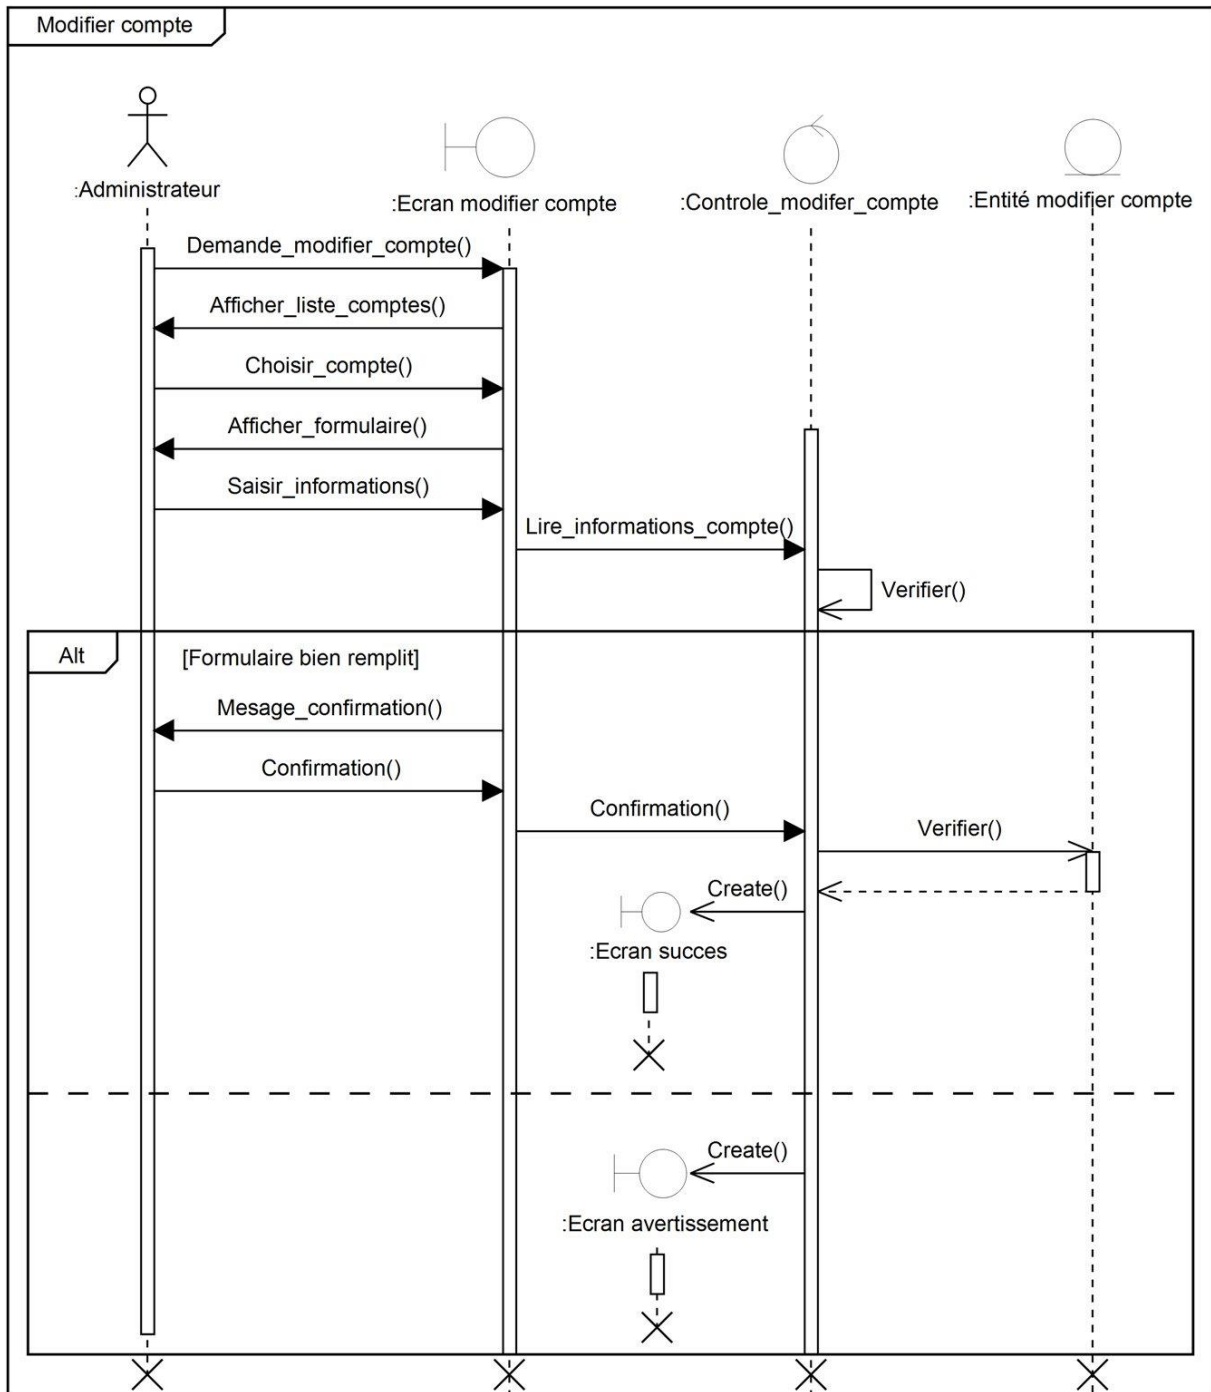 Modifier compte
:Administrateur
:Ecran modifier compte
:Controle_modifer_compte
:Entité modifier compte
Demande_modifier_compte()
Afficher_liste_comptes()
Choisir_compte()
Afficher_formulaire()
Saisir_informations()
Lire_informations_compte()
Verifier()
Alt
[Formulaire bien remplit]
Mesage_confirmation()
Confirmation()
Confirmation()
Verifier()
Create()
:Ecran succes
Create()
:Ecran avertissement